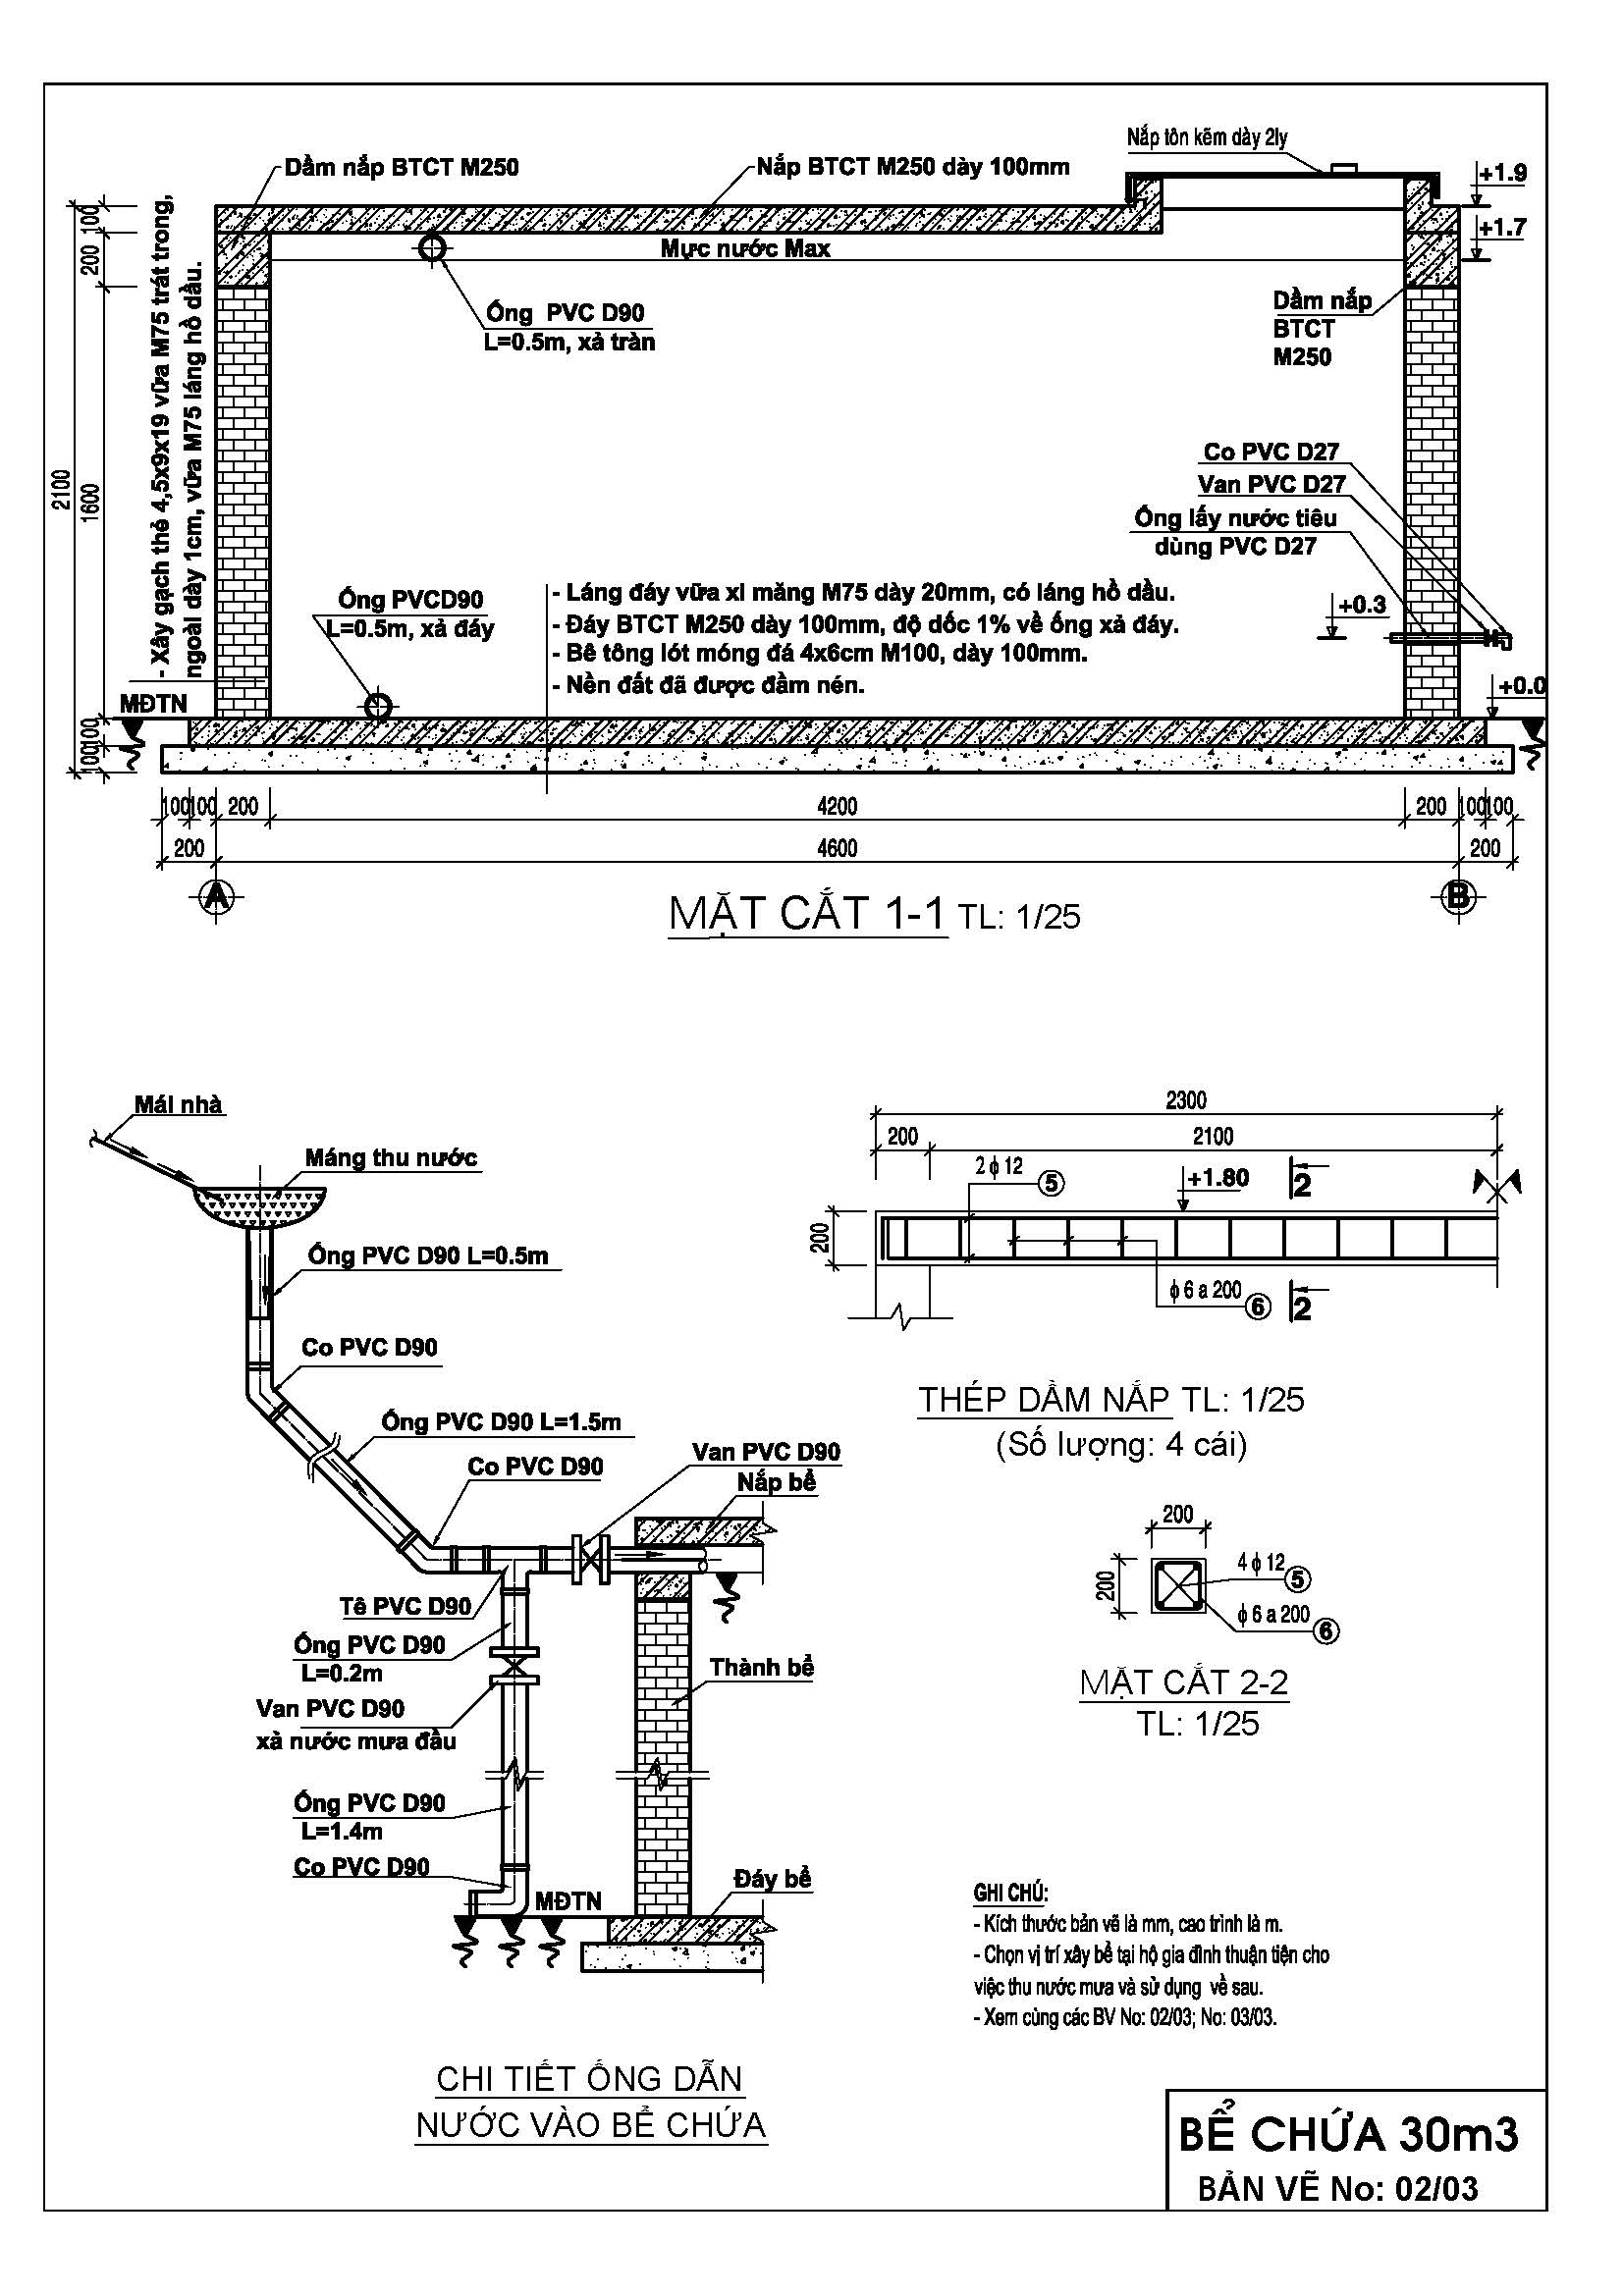 Nắp tôn kẽm dày 2ly
Dầm nắp BTCT M250
Nắp BTCT M250 dày 100mm
+1.9
+1.7
Mực nước Max
Ống PVC D90
L=0.5m, xả tràn
Dầm nắp
BTCT
M250
- Xây gạch thẻ 4,5x9x19 vữa M75 trát trong,
ngoài dày 1cm, vữa M75 láng hồ dầu.
100
200
1600
2100
100
100
Co PVC D27
Van PVC D27
Ống lấy nước tiêu
dùng PVC D27
+0.3
+0.0
Ống PVCD90
L=0.5m, xả đáy
- Láng đáy vữa xi măng M75 dày 20mm, có láng hồ dầu.
- Đáy BTCT M250 dày 100mm, độ dốc 1% về ống xả đáy.
- Bê tông lót móng đá 4x6cm M100, dày 100mm.
- Nền đất đã được đầm nén.
MĐTN
100 100 200 4200 200 100 100
200 4600 200
A B
MẶT CẮT 1-1 TL: 1/25
Mái nhà
Máng thu nước
Ống PVC D90 L=0.5m
Co PVC D90
Ống PVC D90 L=1.5m
Co PVC D90
Van PVC D90
Nắp bể
Tê PVC D90
Ống PVC D90
L=0.2m
Van PVC D90
xả nước mưa đầu
Thành bể
Ống PVC D90
L=1.4m
Co PVC D90
MĐTN
Đáy bể
CHI TIẾT ỐNG DẪN
NƯỚC VÀO BỂ CHỨA
2300
200 2100
2 ϕ 12 5
+1.80
2
200
ϕ 6 a 200 6
2
THÉP DẦM NẮP TL: 1/25
(Số lượng: 4 cái)
200
200
4 ϕ 12 5
ϕ 6 a 200 6
MẶT CẮT 2-2
TL: 1/25
GHI CHÚ:
- Kích thước bản vẽ là mm, cao trình là m.
- Chọn vị trí xây bể tại hộ gia đình thuận tiện cho
việc thu nước mưa và sử dụng về sau.
- Xem cùng các BV No: 02/03; No: 03/03.
BỂ CHỨA 30m3
BẢN VẼ No: 02/03